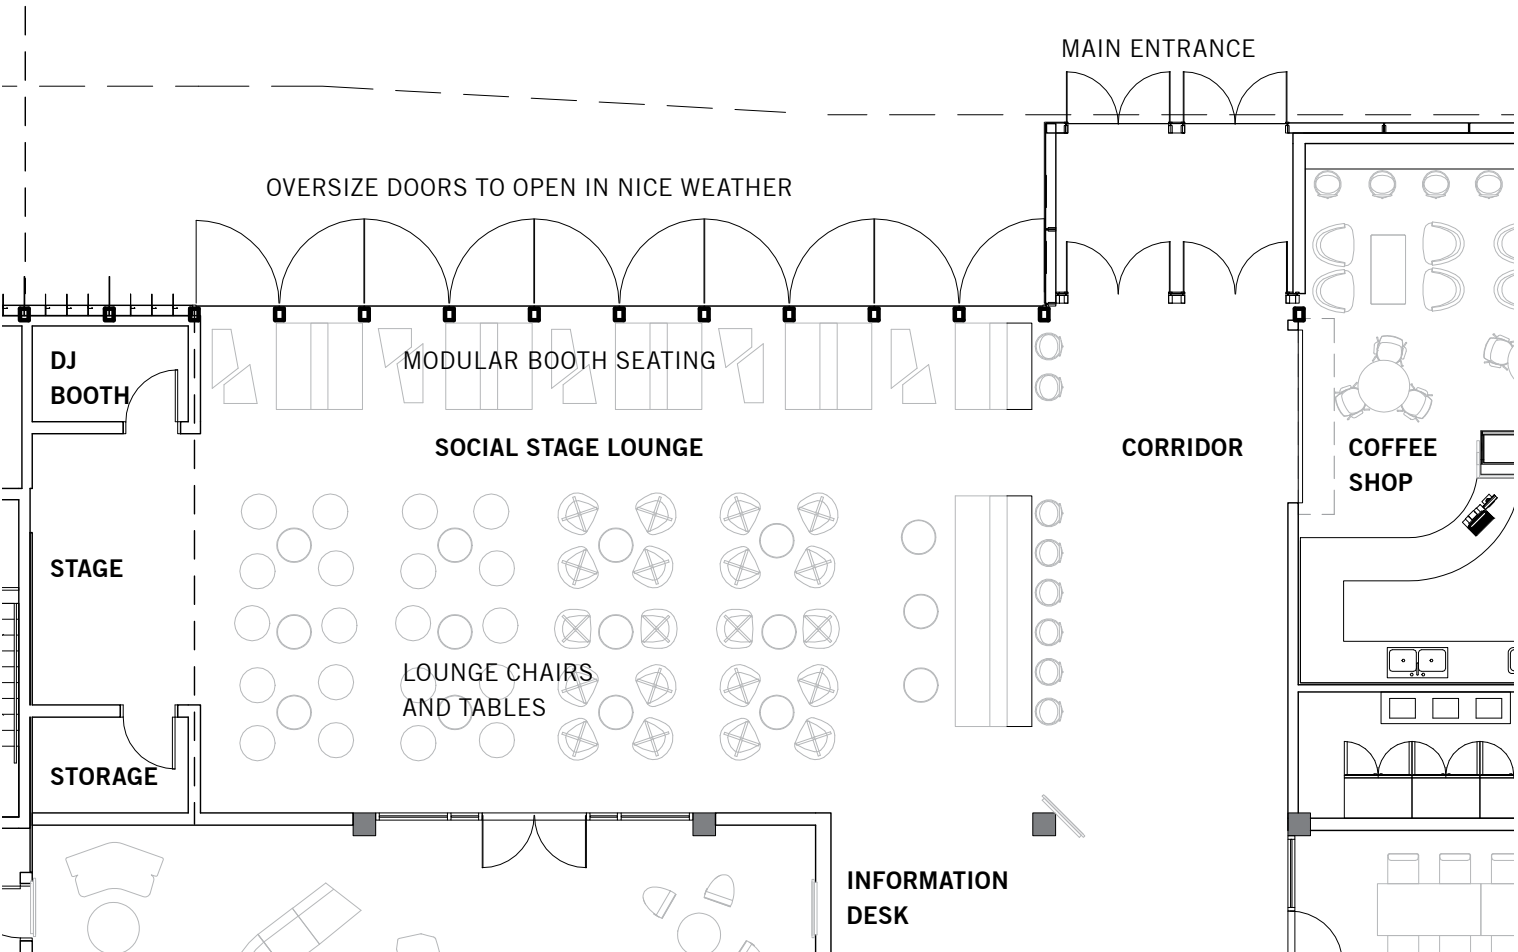 MAIN ENTRANCE
OVERSIZE DOORS TO OPEN IN NICE WEATHER
DJ
BOOTH
MODULAR BOOTH SEATING
SOCIAL STAGE LOUNGE
CORRIDOR
COFFEE
SHOP
STAGE
LOUNGE CHAIRS
AND TABLES
STORAGE
INFORMATION
DESK